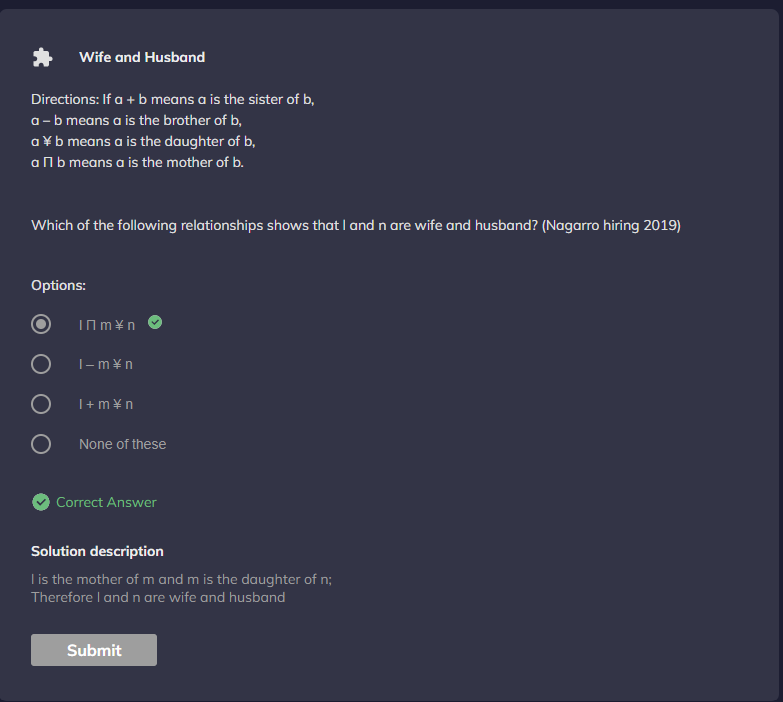 Wife and Husband
Directions: If a + b means a is the sister of b,
a – b means a is the brother of b,
a ¥ b means a is the daughter of b,
a Π b means a is the mother of b.
Which of the following relationships shows that l and n are wife and husband? (Nagarro hiring 2019)
Options:
l Π m ¥ n
l – m ¥ n
l + m ¥ n
None of these
Correct Answer
Solution description
l is the mother of m and m is the daughter of n;
Therefore l and n are wife and husband
Submit